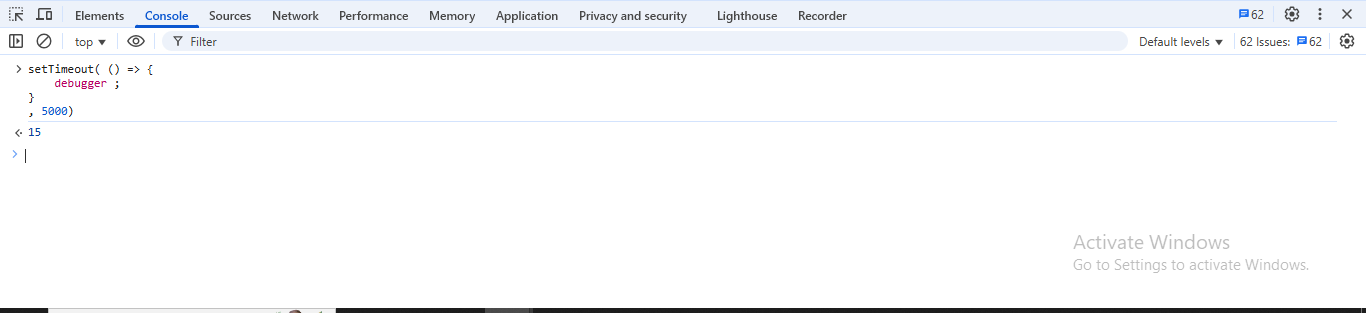 Elements Console Sources Network Performance Memory Application Privacy and security Lighthouse Recorder 62
top Filter Default levels 62 Issues: 62
setTimeout( () => {
debugger ;
}
, 5000)
15
Activate Windows
Go to Settings to activate Windows.